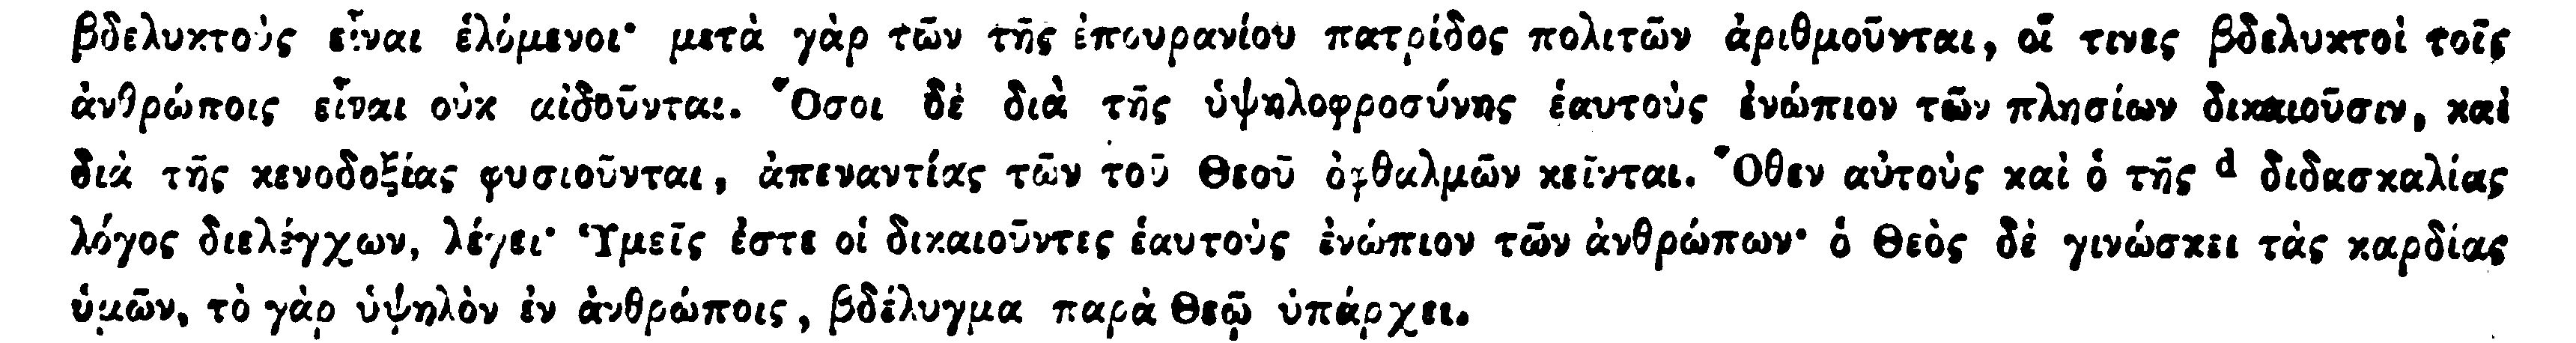 βδελυκτοὺς εἶναι ἑλόμενοι· μετὰ γὰρ τῶν τῆς ἐπουρανίου πατρίδος πολιτῶν ἀριθμοῦνται, οἵ τινες βδελυκτοὶ τοῖς
ἀνθρώποις εἶναι οὐκ αἰδοῦνται. Ὅσοι δὲ διὰ τῆς ὑψηλοφροσύνης ἑαυτοὺς ἐνώπιον τῶν πλησίων δικαιοῦσιν, καὶ
διὰ τῆς κενοδοξίας φυσιοῦνται, ἀπεναντίας τῶν τοῦ Θεοῦ ὀφθαλμῶν κεῖνται. Ὅθεν αὐτοὺς καὶ ὁ τῆς d διδασκαλίας
λόγος διελέγχων, λέγει· Ὑμεῖς ἐστε οἱ δικαιοῦντες ἑαυτοὺς ἐνώπιον τῶν ἀνθρώπων· ὁ Θεὸς δὲ γινώσκει τὰς καρδίας
ὑμῶν, τὸ γὰρ ὑψηλὸν ἐν ἀνθρώποις, βδέλυγμα παρὰ Θεῷ ὑπάρχει.